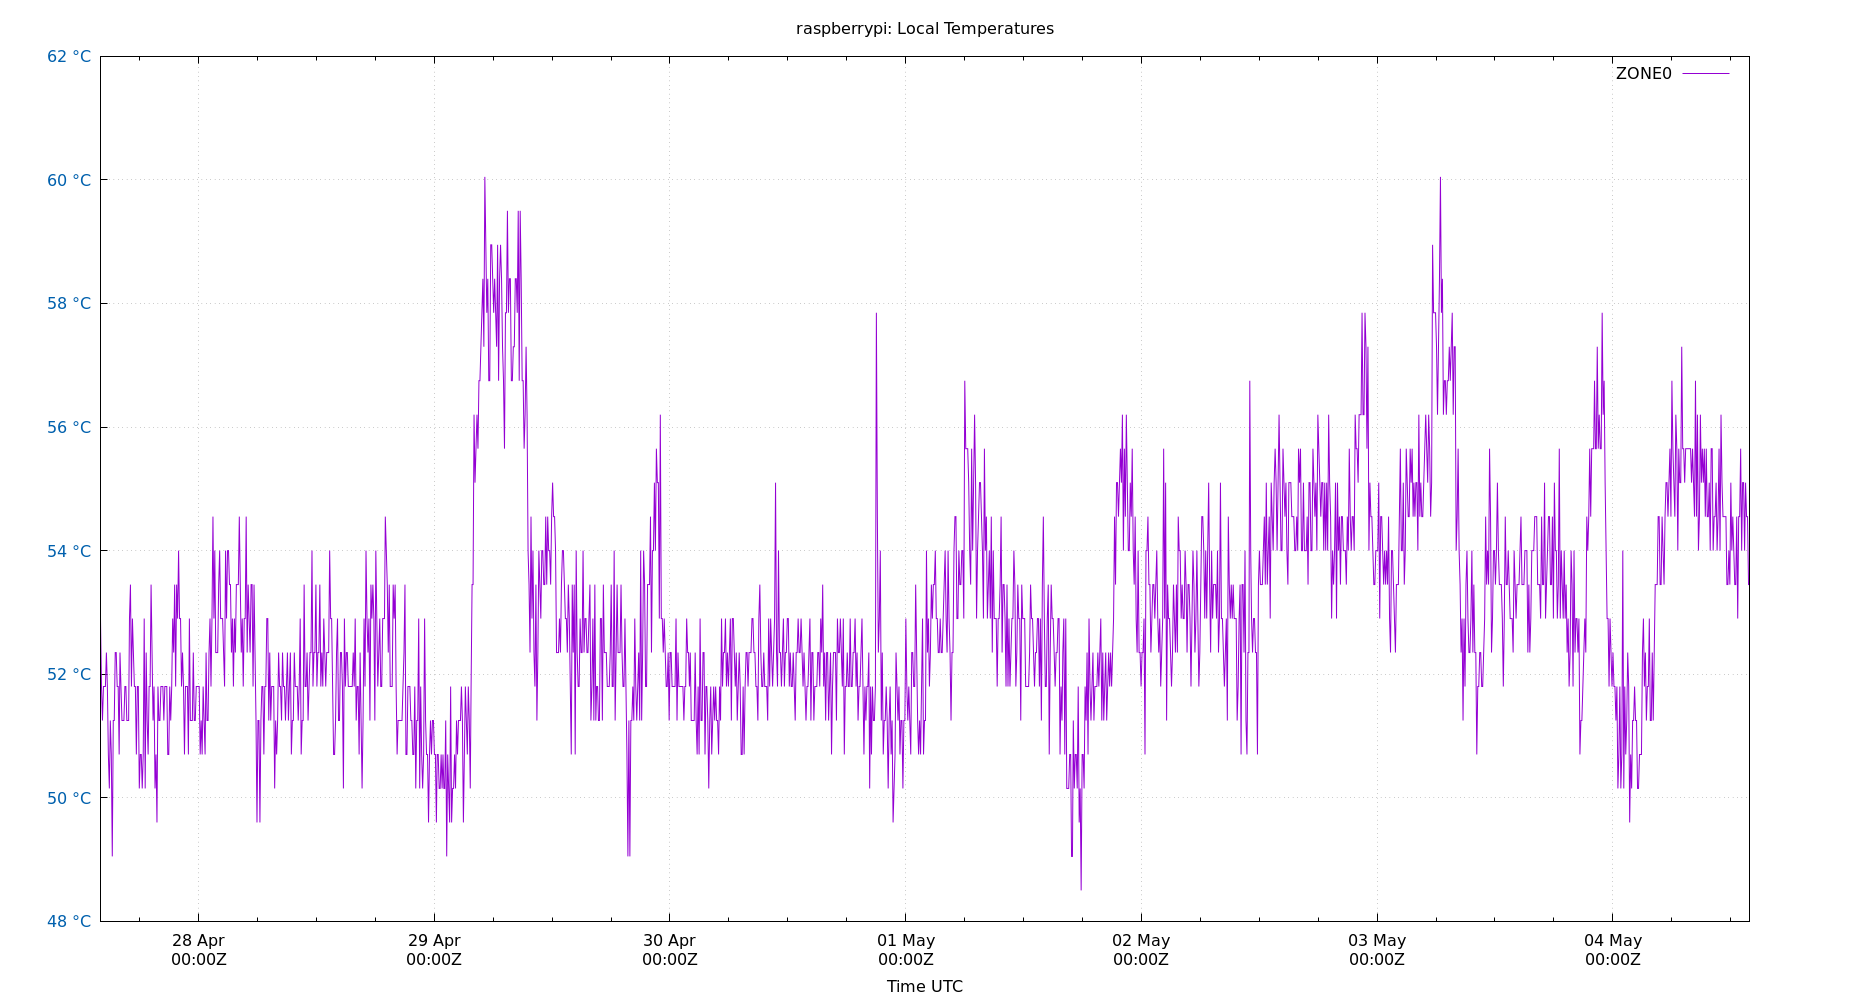 raspberrypi: Local Temperatures
62 °C
ZONE0
60 °C
58 °C
56 °C
54 °C
52 °C
50 °C
48 °C
28 Apr 29 Apr 30 Apr 01 May 02 May 03 May 04 May
00:00Z 00:00Z 00:00Z 00:00Z 00:00Z 00:00Z 00:00Z
Time UTC